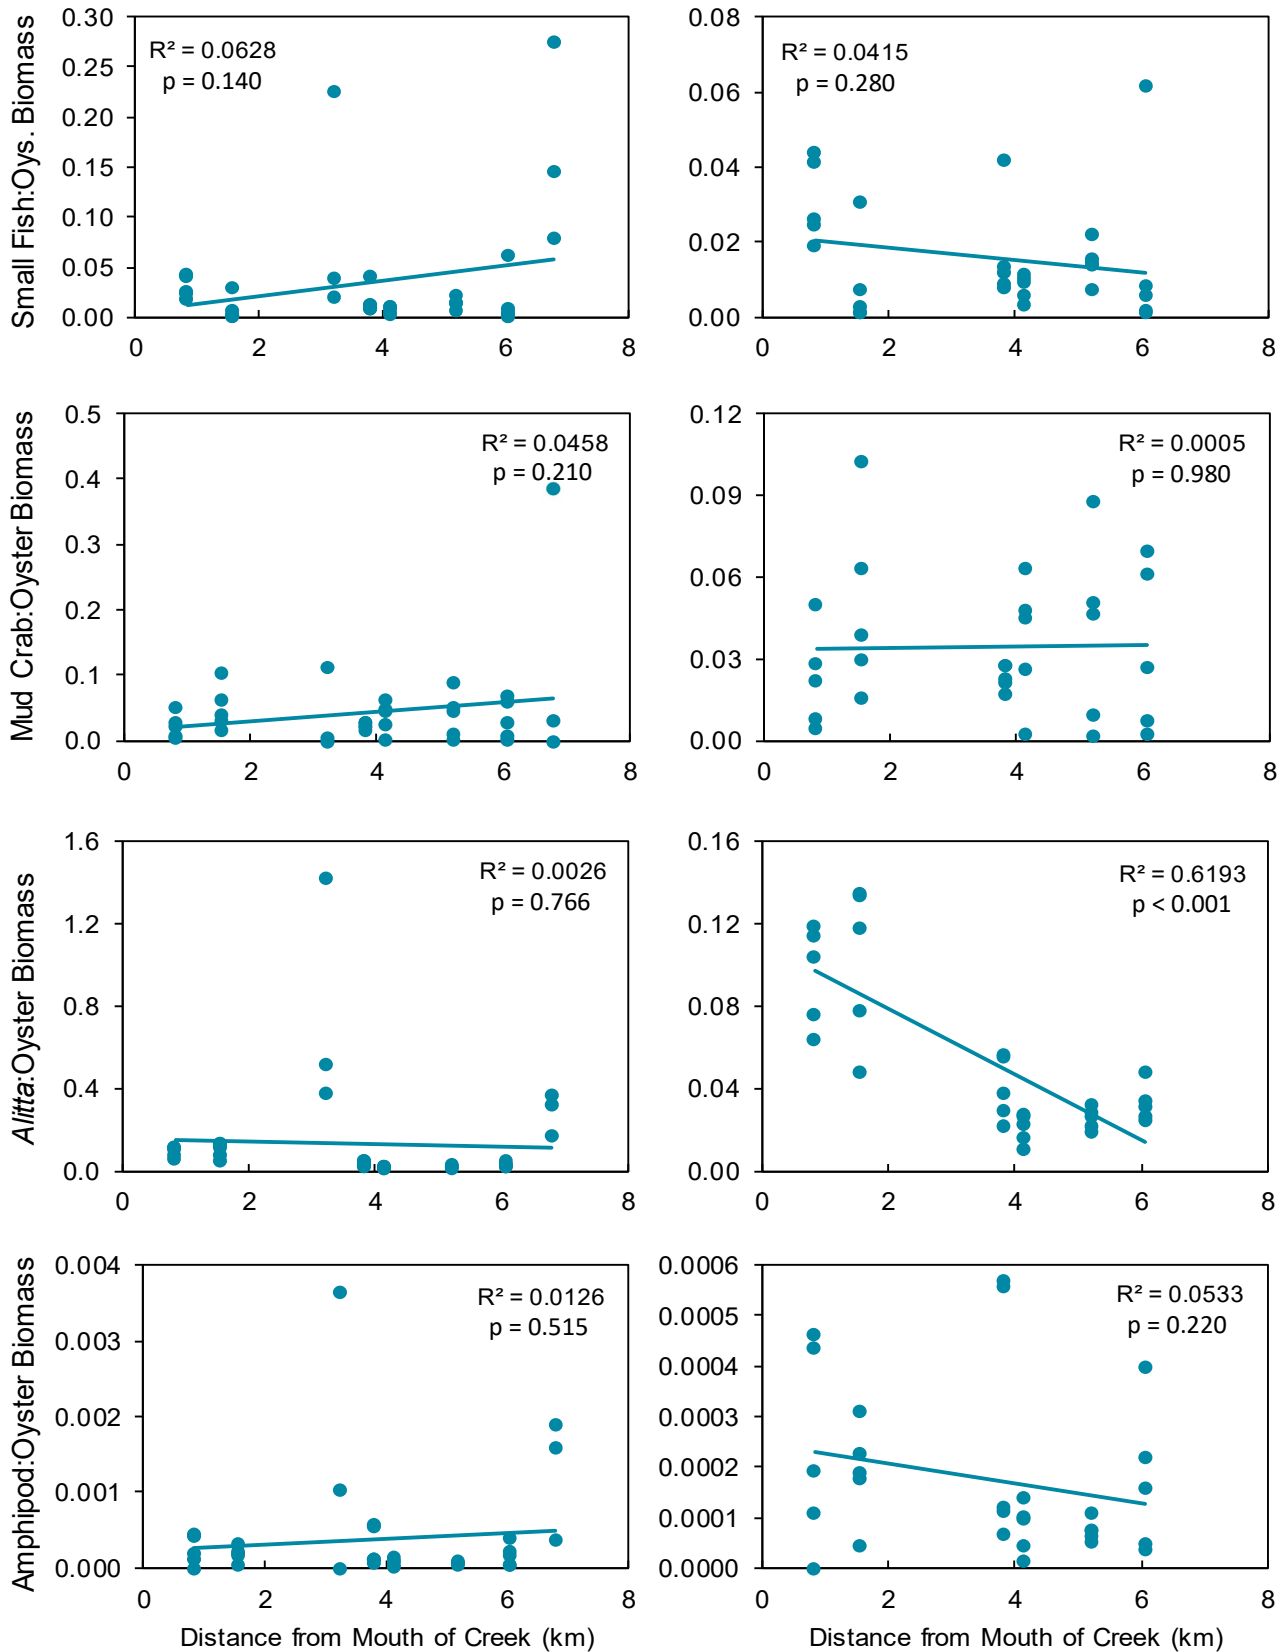 Small Fish:Oys. Biomass
0.30
0.25
0.20
0.15
0.10
0.05
0.00
R² = 0.0628
p = 0.140
0 2 4 6 8
0.08
0.06
0.04
0.02
0.00
R² = 0.0415
p = 0.280
0 2 4 6 8
Mud Crab:Oyster Biomass
0.5
0.4
0.3
0.2
0.1
0.0
R² = 0.0458
p = 0.210
0 2 4 6 8
0.12
0.09
0.06
0.03
0.00
R² = 0.0005
p = 0.980
0 2 4 6 8
Alitta:Oyster Biomass
1.6
1.2
0.8
0.4
0.0
R² = 0.0026
p = 0.766
0 2 4 6 8
0.16
0.12
0.08
0.04
0.00
R² = 0.6193
p < 0.001
0 2 4 6 8
Amphipod:Oyster Biomass
0.004
0.003
0.002
0.001
0.000
R² = 0.0126
p = 0.515
0 2 4 6 8
Distance from Mouth of Creek (km)
0.0006
0.0005
0.0004
0.0003
0.0002
0.0001
0.0000
R² = 0.0533
p = 0.220
0 2 4 6 8
Distance from Mouth of Creek (km)